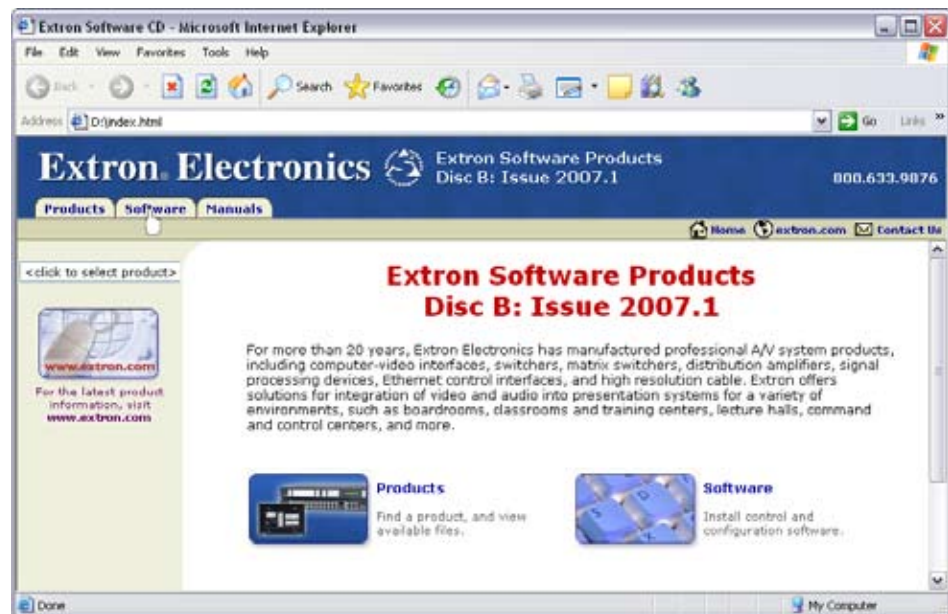 Extron Software CD - Microsoft Internet Explorer
File Edit View Favorites Tools Help
Back Search Favorites
Address D:\index.html Go Links »
Extron. Electronics Extron Software Products
Disc B: Issue 2007.1
800.633.9876
Products Software Manuals
Home extron.com Contact Us
<click to select product>
Extron Software Products
Disc B: Issue 2007.1
www.extron.com
For the latest product
information, visit
www.extron.com
For more than 20 years, Extron Electronics has manufactured professional A/V system products,
including computer-video interfaces, switchers, matrix switchers, distribution amplifiers, signal
processing devices, Ethernet control interfaces, and high resolution cable. Extron offers
solutions for integration of video and audio into presentation systems for a variety of
environments, such as boardrooms, classrooms and training centers, lecture halls, command
and control centers, and more.
Products
Find a product, and view
available files.
S D
Software
Install control and
configuration software.
Done My Computer